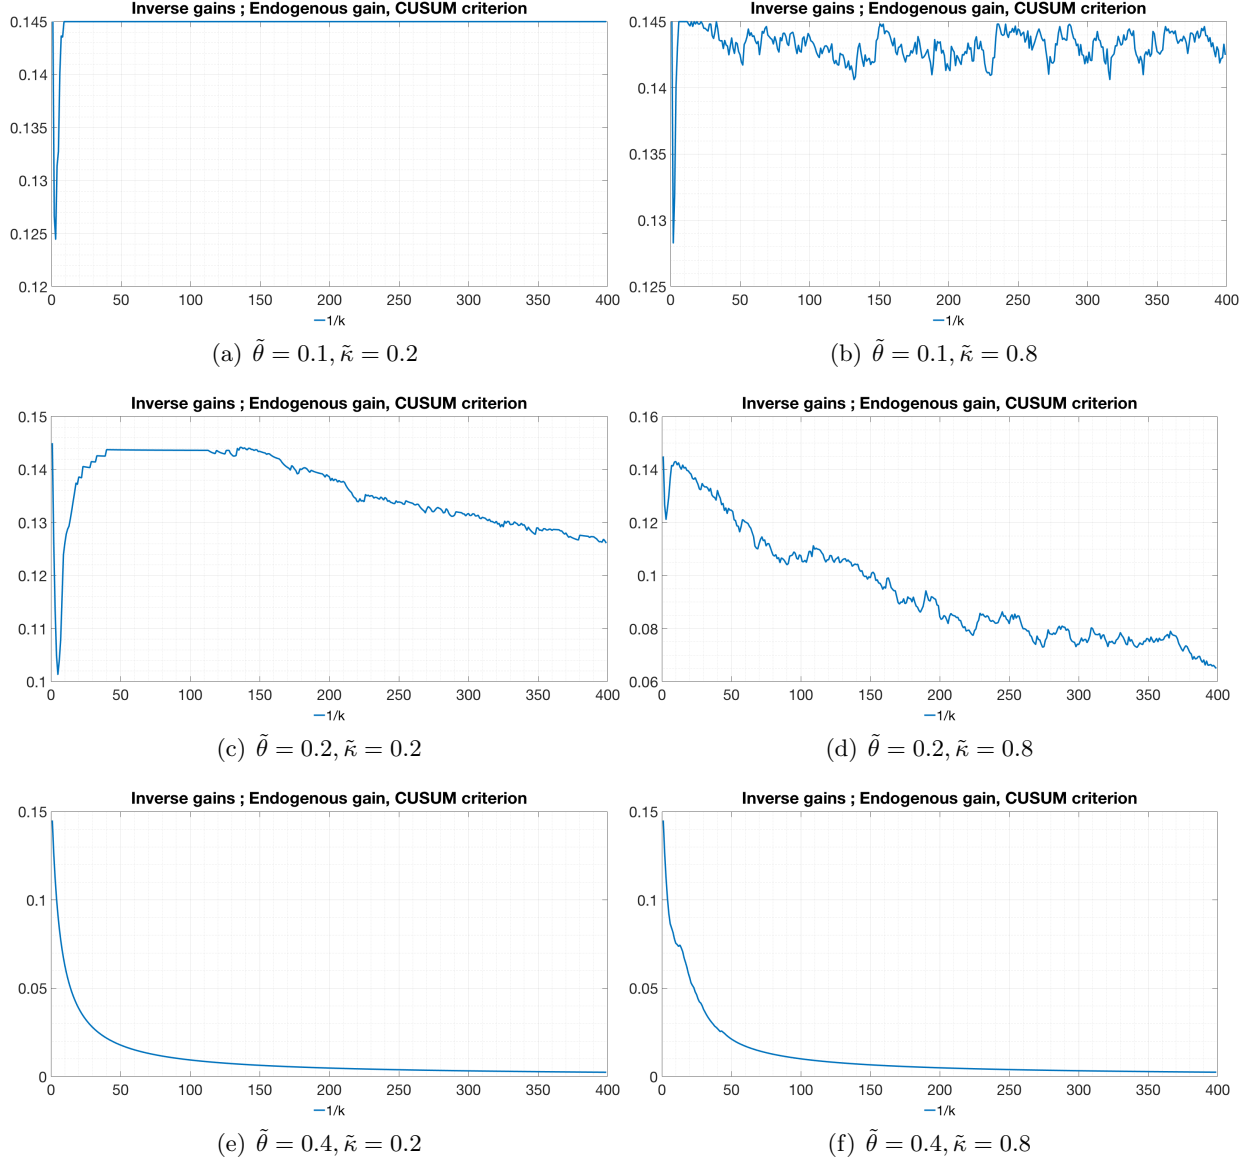 Inverse gains ; Endogenous gain, CUSUM criterion
0.145
0.14
0.135
0.13
0.125
0.12
0 50 100 150 200 250 300 350 400
1/k
(a) θ̃ = 0.1, κ̃ = 0.2
Inverse gains ; Endogenous gain, CUSUM criterion
0.145
0.14
0.135
0.13
0.125
0 50 100 150 200 250 300 350 400
1/k
(b) θ̃ = 0.1, κ̃ = 0.8
Inverse gains ; Endogenous gain, CUSUM criterion
0.15
0.14
0.13
0.12
0.11
0.1
0 50 100 150 200 250 300 350 400
1/k
(c) θ̃ = 0.2, κ̃ = 0.2
Inverse gains ; Endogenous gain, CUSUM criterion
0.16
0.14
0.12
0.1
0.08
0.06
0 50 100 150 200 250 300 350 400
1/k
(d) θ̃ = 0.2, κ̃ = 0.8
Inverse gains ; Endogenous gain, CUSUM criterion
0.15
0.1
0.05
0
0 50 100 150 200 250 300 350 400
1/k
(e) θ̃ = 0.4, κ̃ = 0.2
Inverse gains ; Endogenous gain, CUSUM criterion
0.15
0.1
0.05
0
0 50 100 150 200 250 300 350 400
1/k
(f) θ̃ = 0.4, κ̃ = 0.8